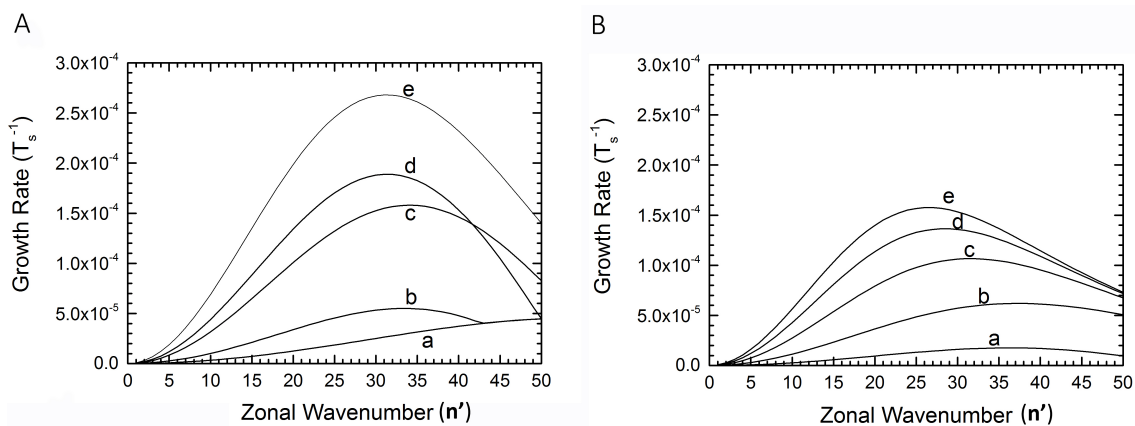 A
3.0x10⁻⁴
2.5x10⁻⁴
2.0x10⁻⁴
1.5x10⁻⁴
1.0x10⁻⁴
5.0x10⁻⁵
0.0
Growth Rate (Tₛ⁻¹)
e
d
c
b
a
0 5 10 15 20 25 30 35 40 45 50
Zonal Wavenumber (n’)
B
3.0x10⁻⁴
2.5x10⁻⁴
2.0x10⁻⁴
1.5x10⁻⁴
1.0x10⁻⁴
5.0x10⁻⁵
0.0
Growth Rate (Tₛ⁻¹)
e
d
c
b
a
0 5 10 15 20 25 30 35 40 45 50
Zonal Wavenumber (n’)